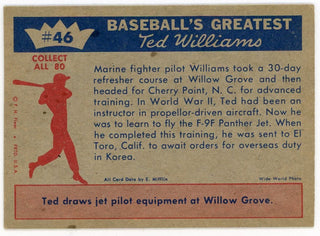 #46
BASEBALL'S GREATEST
Ted Williams
COLLECT
ALL 80
Marine fighter pilot Williams took a 30-day
refresher course at Willow Grove and then
headed for Cherry Point, N. C. for advanced
training. In World War II, Ted had been an
instructor in propellor-driven aircraft. Now he
was to learn to fly the F-9F Panther Jet. When
he completed this training, he was sent to El
Toro, Calif. to await orders for overseas duty
in Korea.
All Card Data by E. Mifflin
Wide World Photo
Ted draws jet pilot equipment at Willow Grove.